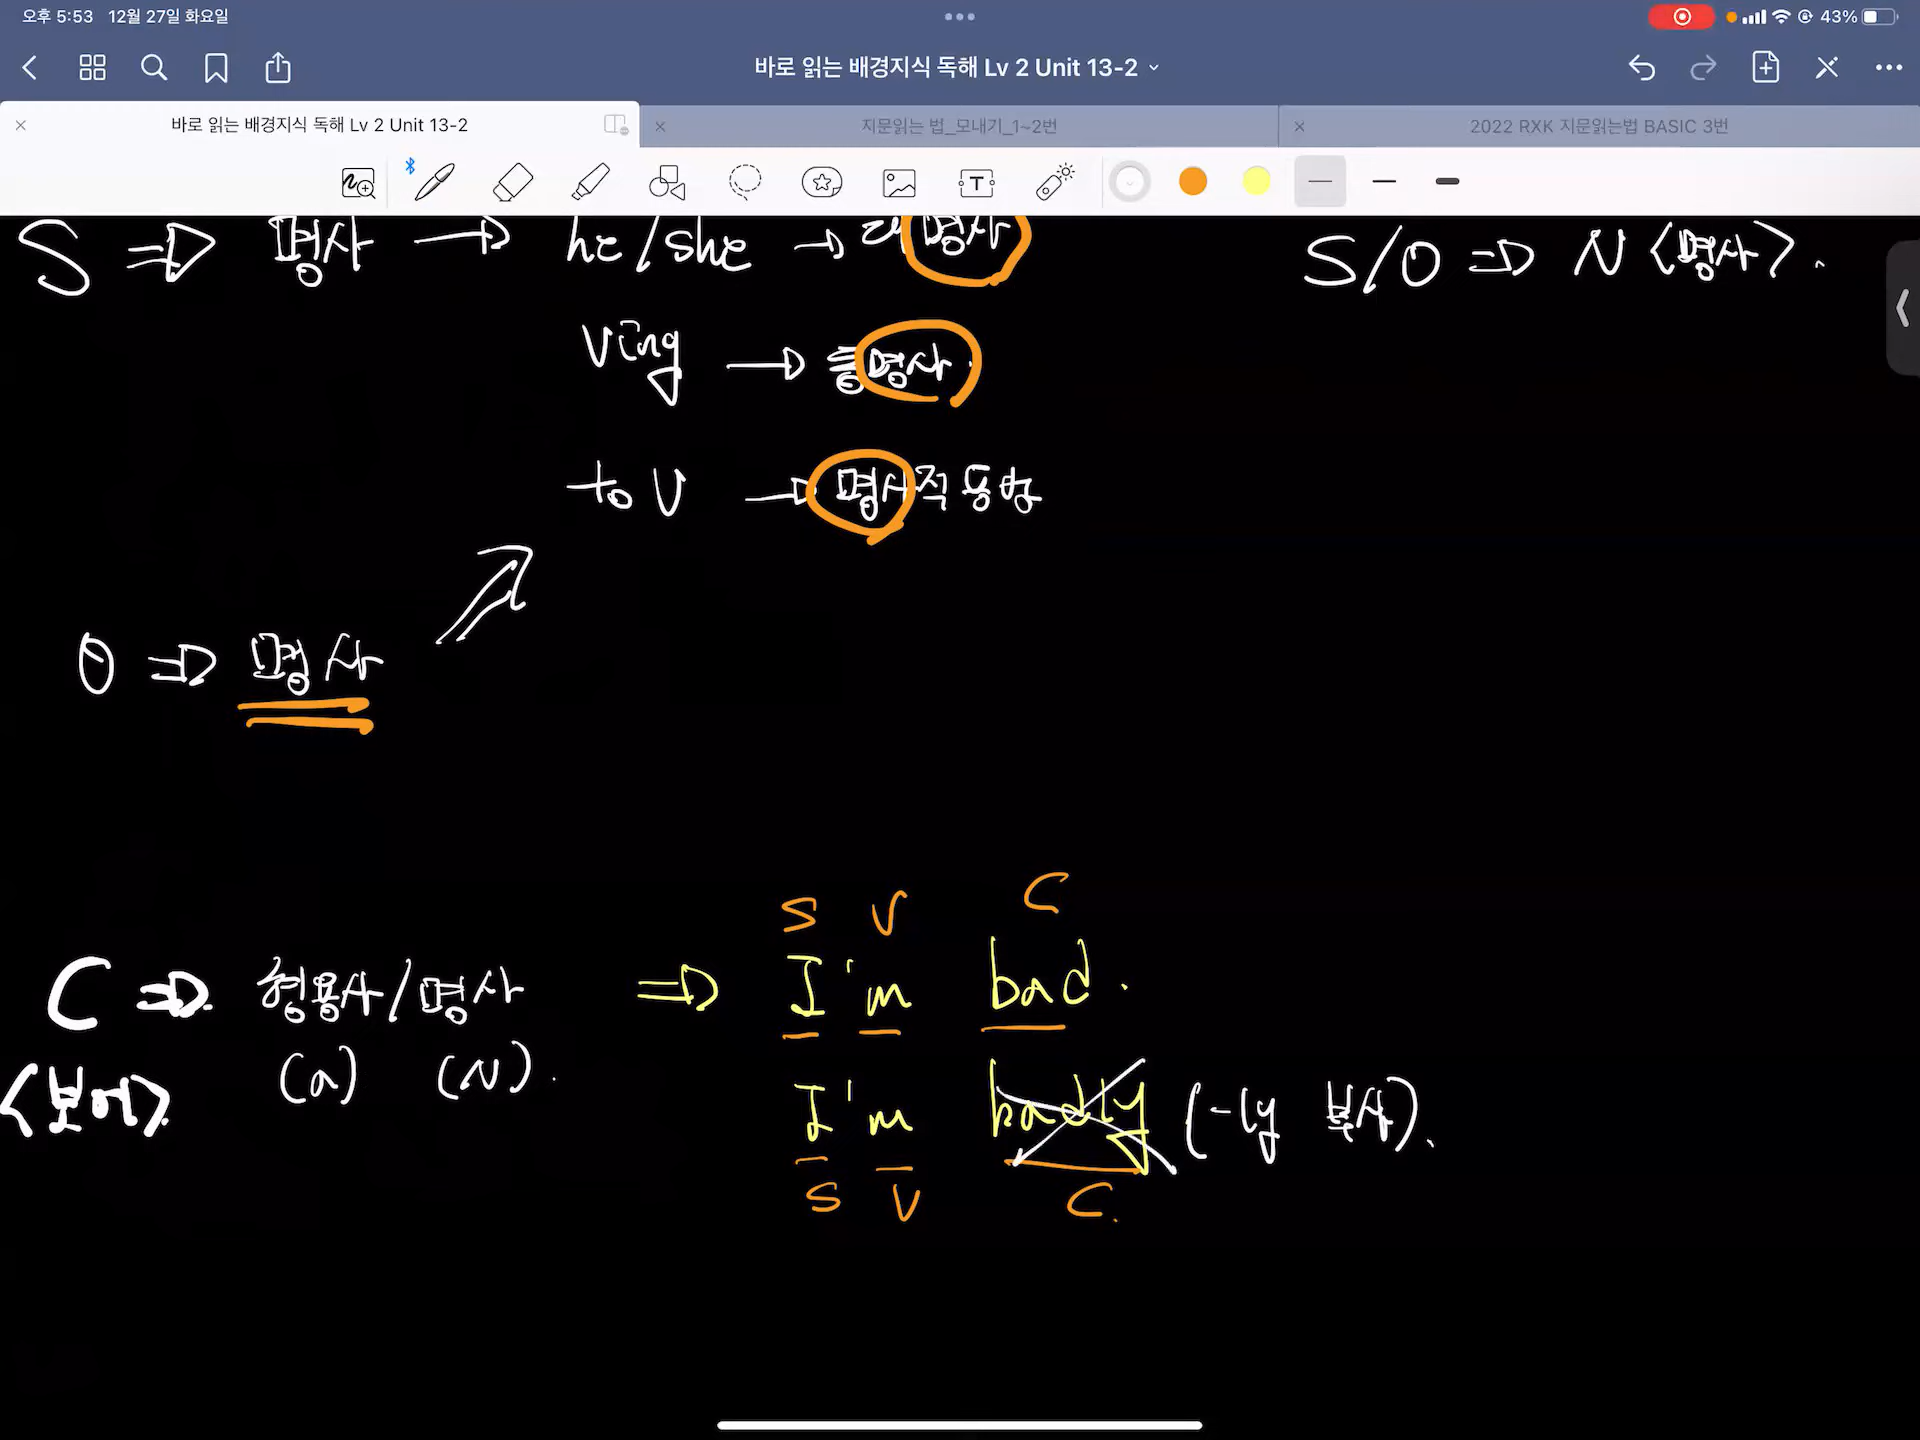 오후 5:53 12월 27일 화요일
43%
바로 읽는 배경지식 독해 Lv 2 Unit 13-2
바로 읽는 배경지식 독해 Lv 2 Unit 13-2
지문읽는 법_모내기_1~2번
2022 RXK 지문읽는법 BASIC 3번
S ⇒ 명사 → he/she → 대명사
S/O ⇒ N <명사>.
Ving → 동명사
to V → 명사적 용법
O ⇒ 명사
S V C
C ⇒ 형용사/명사 ⇒ I'm bad.
<보어> (a) (N).
I'm badly (-ly 부사).
S V C.